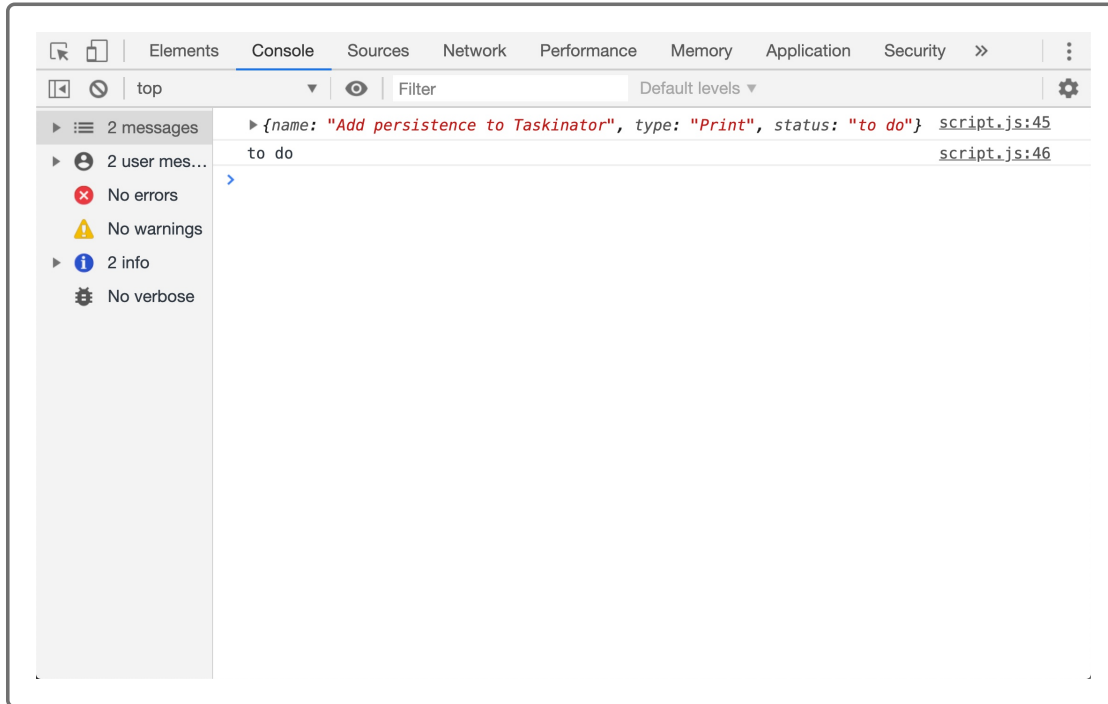 Elements Console Sources Network Performance Memory Application Security »
top ▼ Filter Default levels ▼
2 messages
2 user mes...
No errors
No warnings
2 info
No verbose
{name: "Add persistence to Taskinator", type: "Print", status: "to do"} script.js:45
to do script.js:46
>